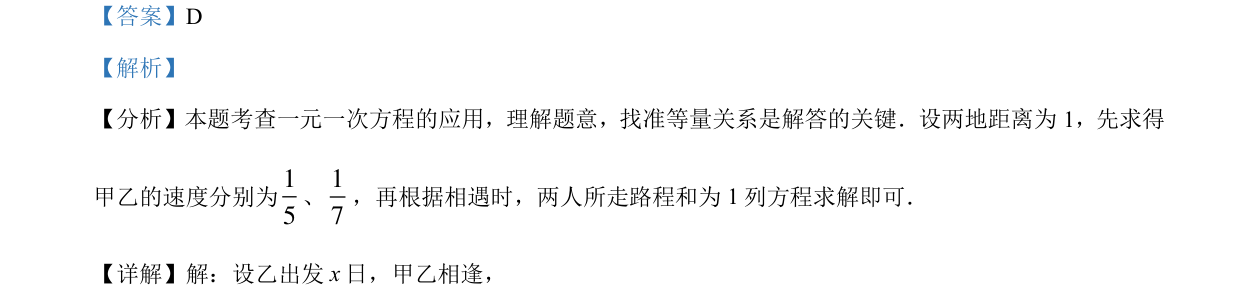 【答案】D
【解析】
【分析】本题考查一元一次方程的应用，理解题意，找准等量关系是解答的关键．设两地距离为 1，先求得
甲乙的速度分别为 1/5 、 1/7 ，再根据相遇时，两人所走路程和为 1 列方程求解即可．
【详解】解：设乙出发 x 日，甲乙相逢，